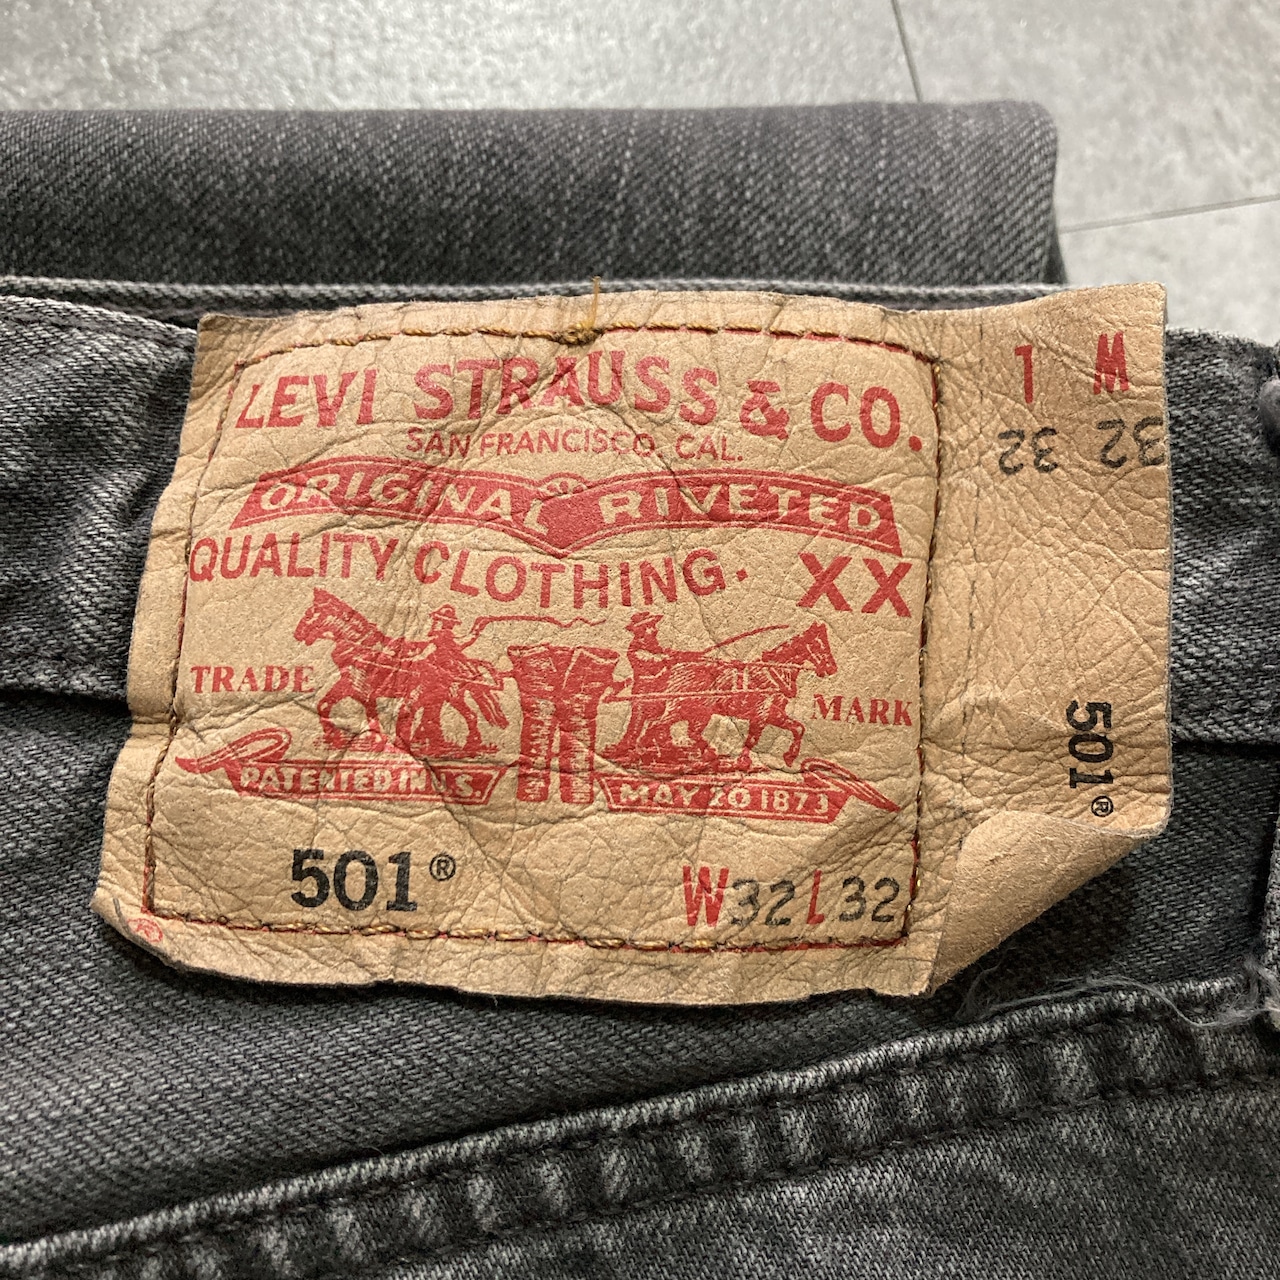 LEVI STRAUSS & CO.
SAN FRANCISCO, CAL.
ORIGINAL RIVETED
QUALITY CLOTHING. XX
TRADE MARK
PATENTED IN U.S. MAY 20 1873
501® W32 L32
®
L W
32 32
501®